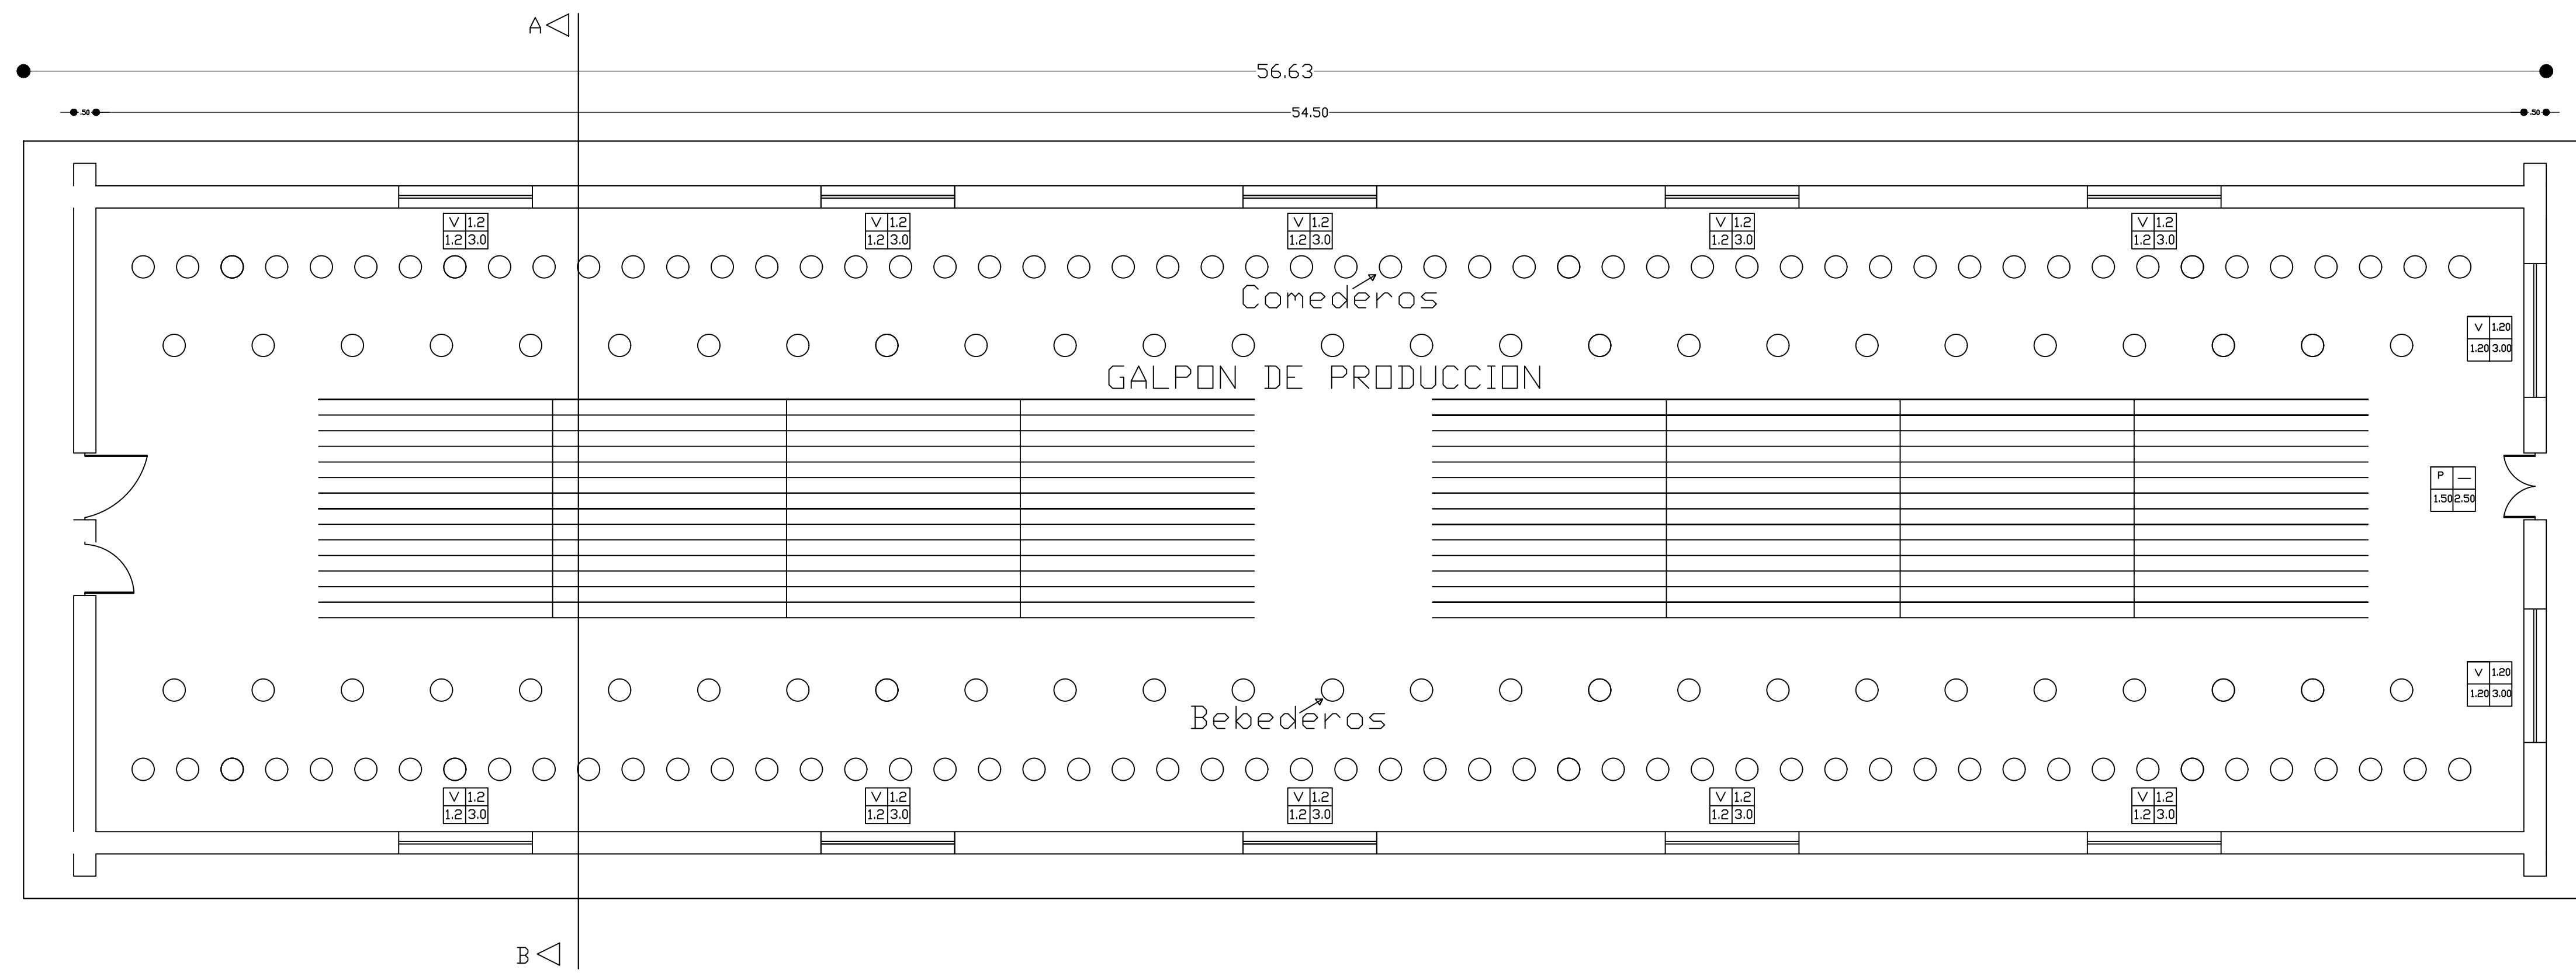 A
56.63
.50 54.50 .50
V 1.2 V 1.2 V 1.2 V 1.2 V 1.2
1.2 3.0 1.2 3.0 1.2 3.0 1.2 3.0 1.2 3.0
Comederos
V 1.20
1.20 3.00
GALPON DE PRODUCCION
P —
1.50 2.50
V 1.20
1.20 3.00
Bebederos
V 1.2 V 1.2 V 1.2 V 1.2 V 1.2
1.2 3.0 1.2 3.0 1.2 3.0 1.2 3.0 1.2 3.0
B